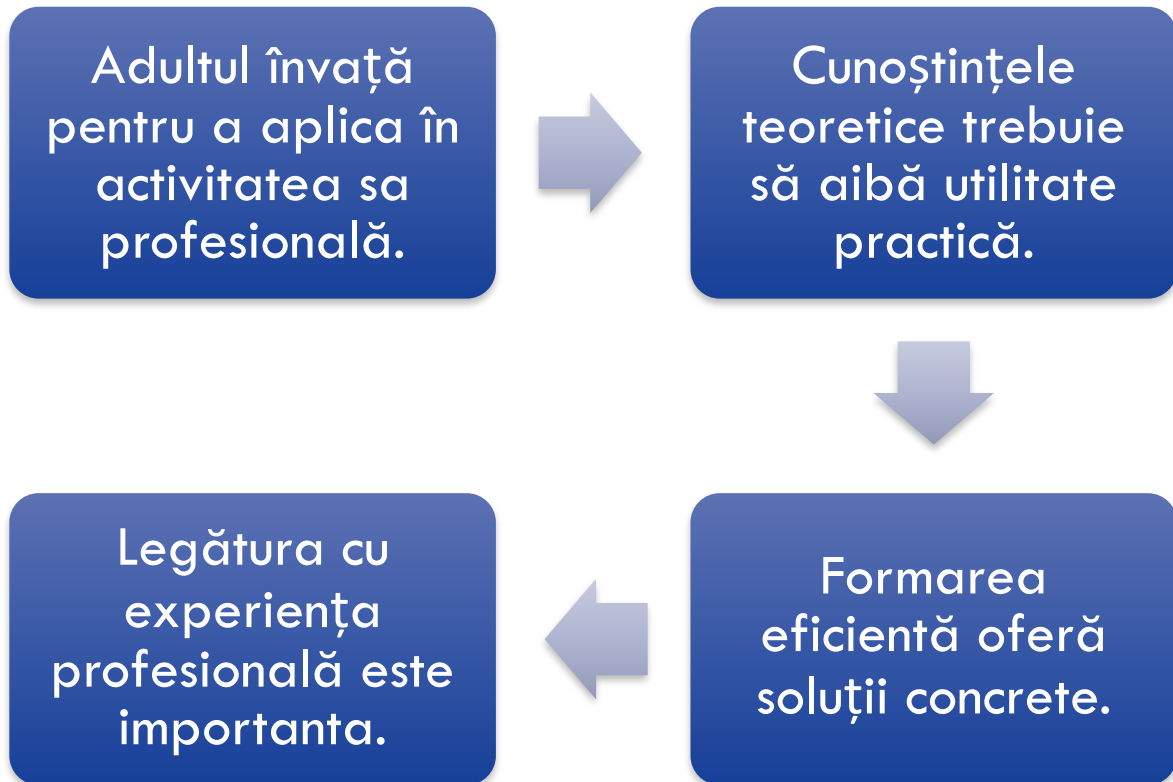 Adultul învață
pentru a aplica în
activitatea sa
profesională.
Cunoștințele
teoretice trebuie
să aibă utilitate
practică.
Formarea
eficientă oferă
soluții concrete.
Legătura cu
experiența
profesională este
importanta.